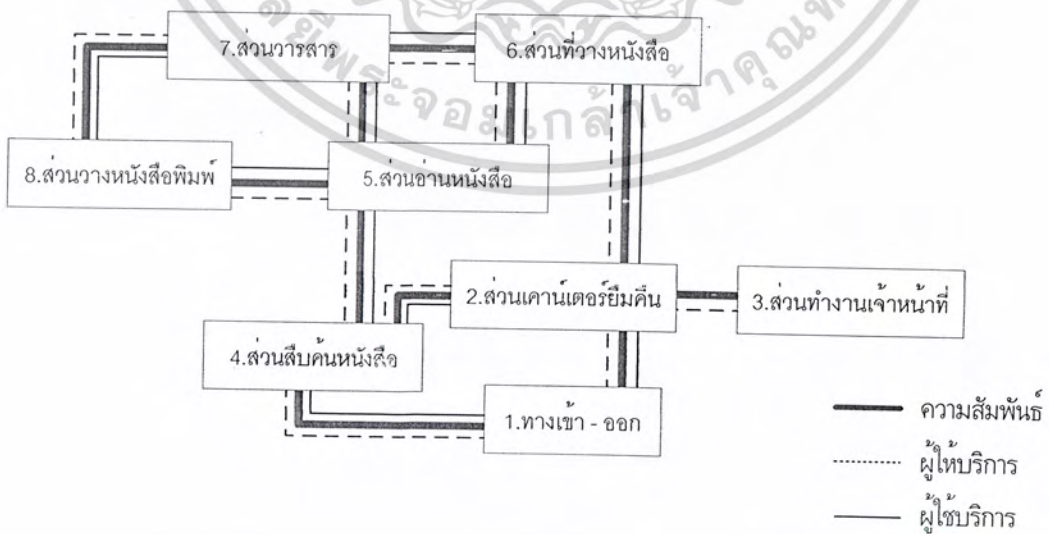 7.ส่วนวารสาร
6.ส่วนที่วางหนังสือ
8.ส่วนวางหนังสือพิมพ์
5.ส่วนอ่านหนังสือ
2.ส่วนเคาน์เตอร์ยืมคืน
3.ส่วนทำงานเจ้าหน้าที่
4.ส่วนสืบค้นหนังสือ
1.ทางเข้า - ออก
ความสัมพันธ์
ผู้ให้บริการ
ผู้ใช้บริการ